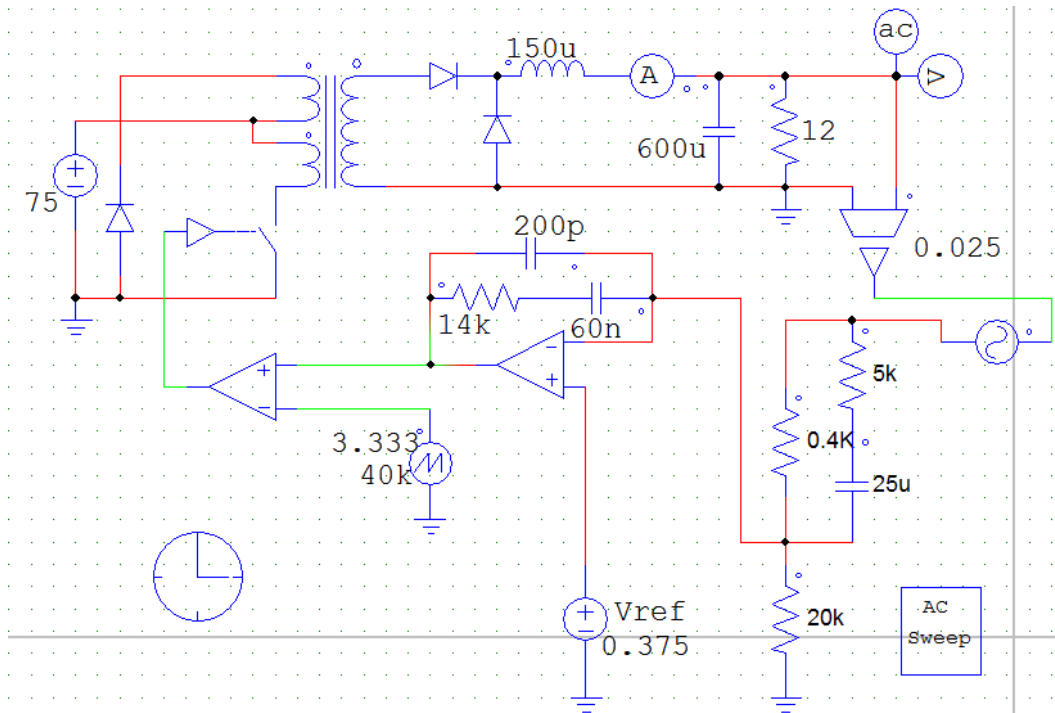 ac
150u
A
V
12
600u
75
200p
0.025
14k
60n
5k
3.333
0.4K
40k
25u
Vref
0.375
20k
AC
Sweep